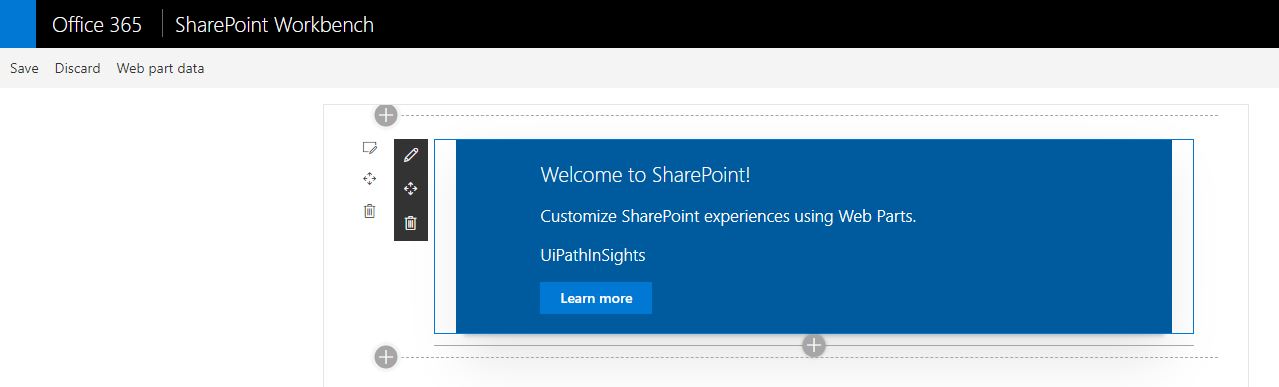 Office 365 SharePoint Workbench
Save Discard Web part data
Welcome to SharePoint!
Customize SharePoint experiences using Web Parts.
UiPathInSights
Learn more